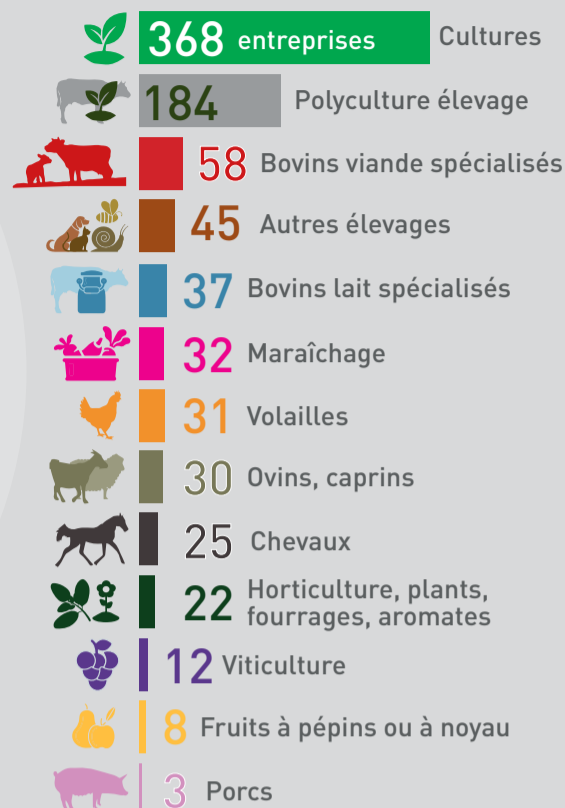 368 entreprises Cultures
184 Polyculture élevage
58 Bovins viande spécialisés
45 Autres élevages
37 Bovins lait spécialisés
32 Maraîchage
31 Volailles
30 Ovins, caprins
25 Chevaux
22 Horticulture, plants,
fourrages, aromates
12 Viticulture
8 Fruits à pépins ou à noyau
3 Porcs